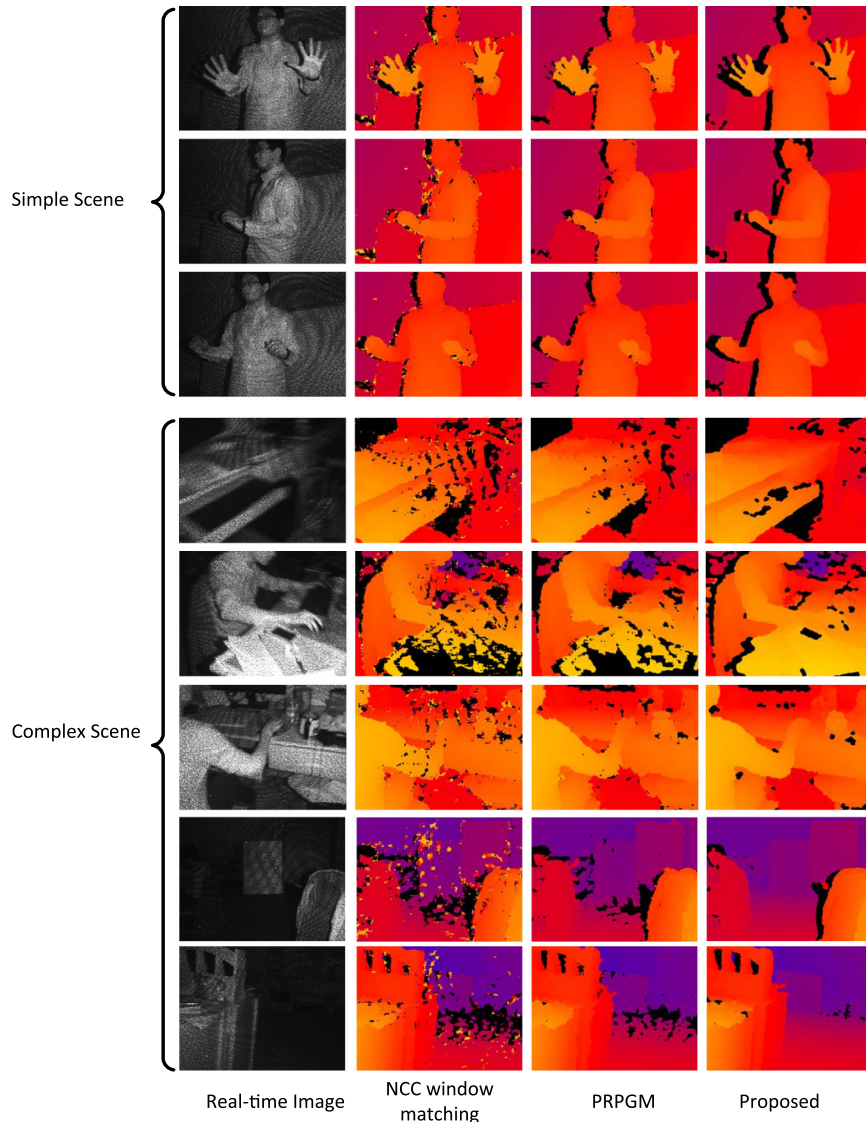 Simple Scene
Complex Scene
Real-time Image
NCC window
matching
PRPGM
Proposed